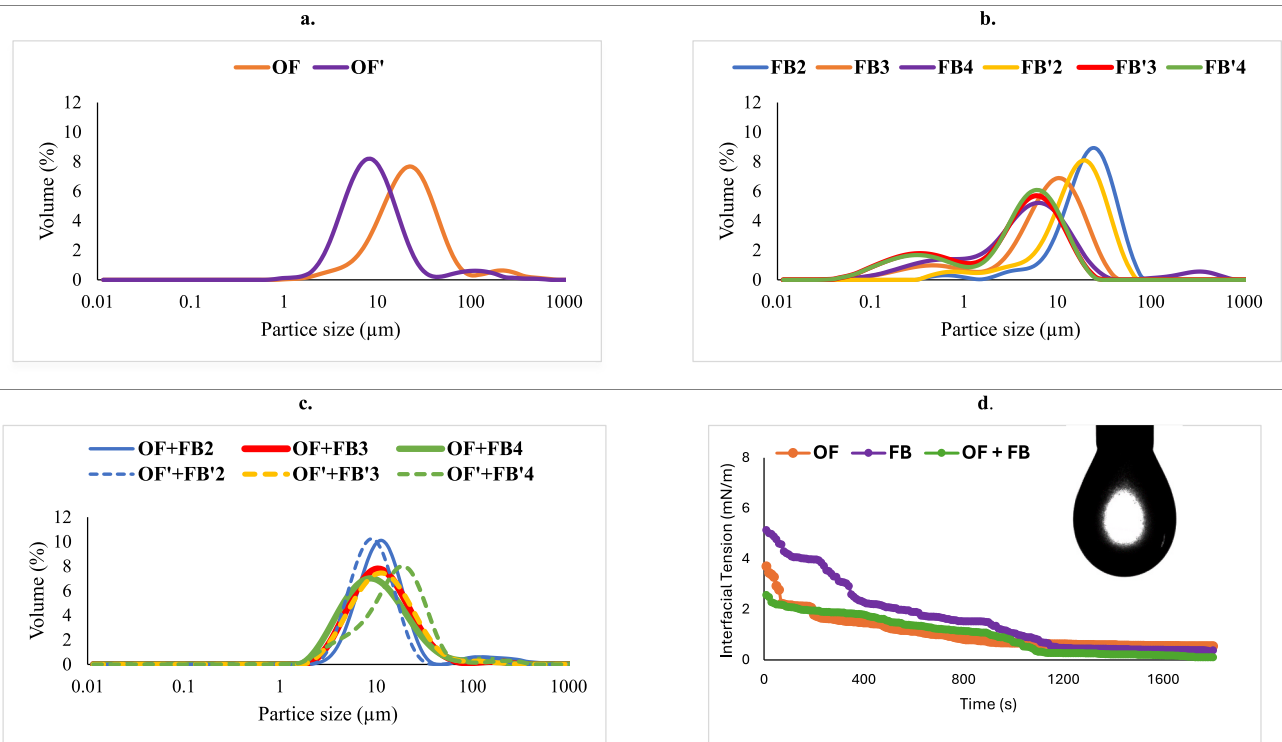 a.
OF OF'
12
10
8
6
4
2
0
Volume (%)
0.01 0.1 1 10 100 1000
Partice size (µm)
b.
FB2 FB3 FB4 FB'2 FB'3 FB'4
12
10
8
6
4
2
0
Volume (%)
0.01 0.1 1 10 100 1000
Partice size (µm)
c.
OF+FB2 OF+FB3 OF+FB4
OF'+FB'2 OF'+FB'3 OF'+FB'4
12
10
8
6
4
2
0
Volume (%)
0.01 0.1 1 10 100 1000
Partice size (µm)
d.
OF FB OF + FB
8
6
4
2
0
Interfacial Tension (mN/m)
0 400 800 1200 1600
Time (s)